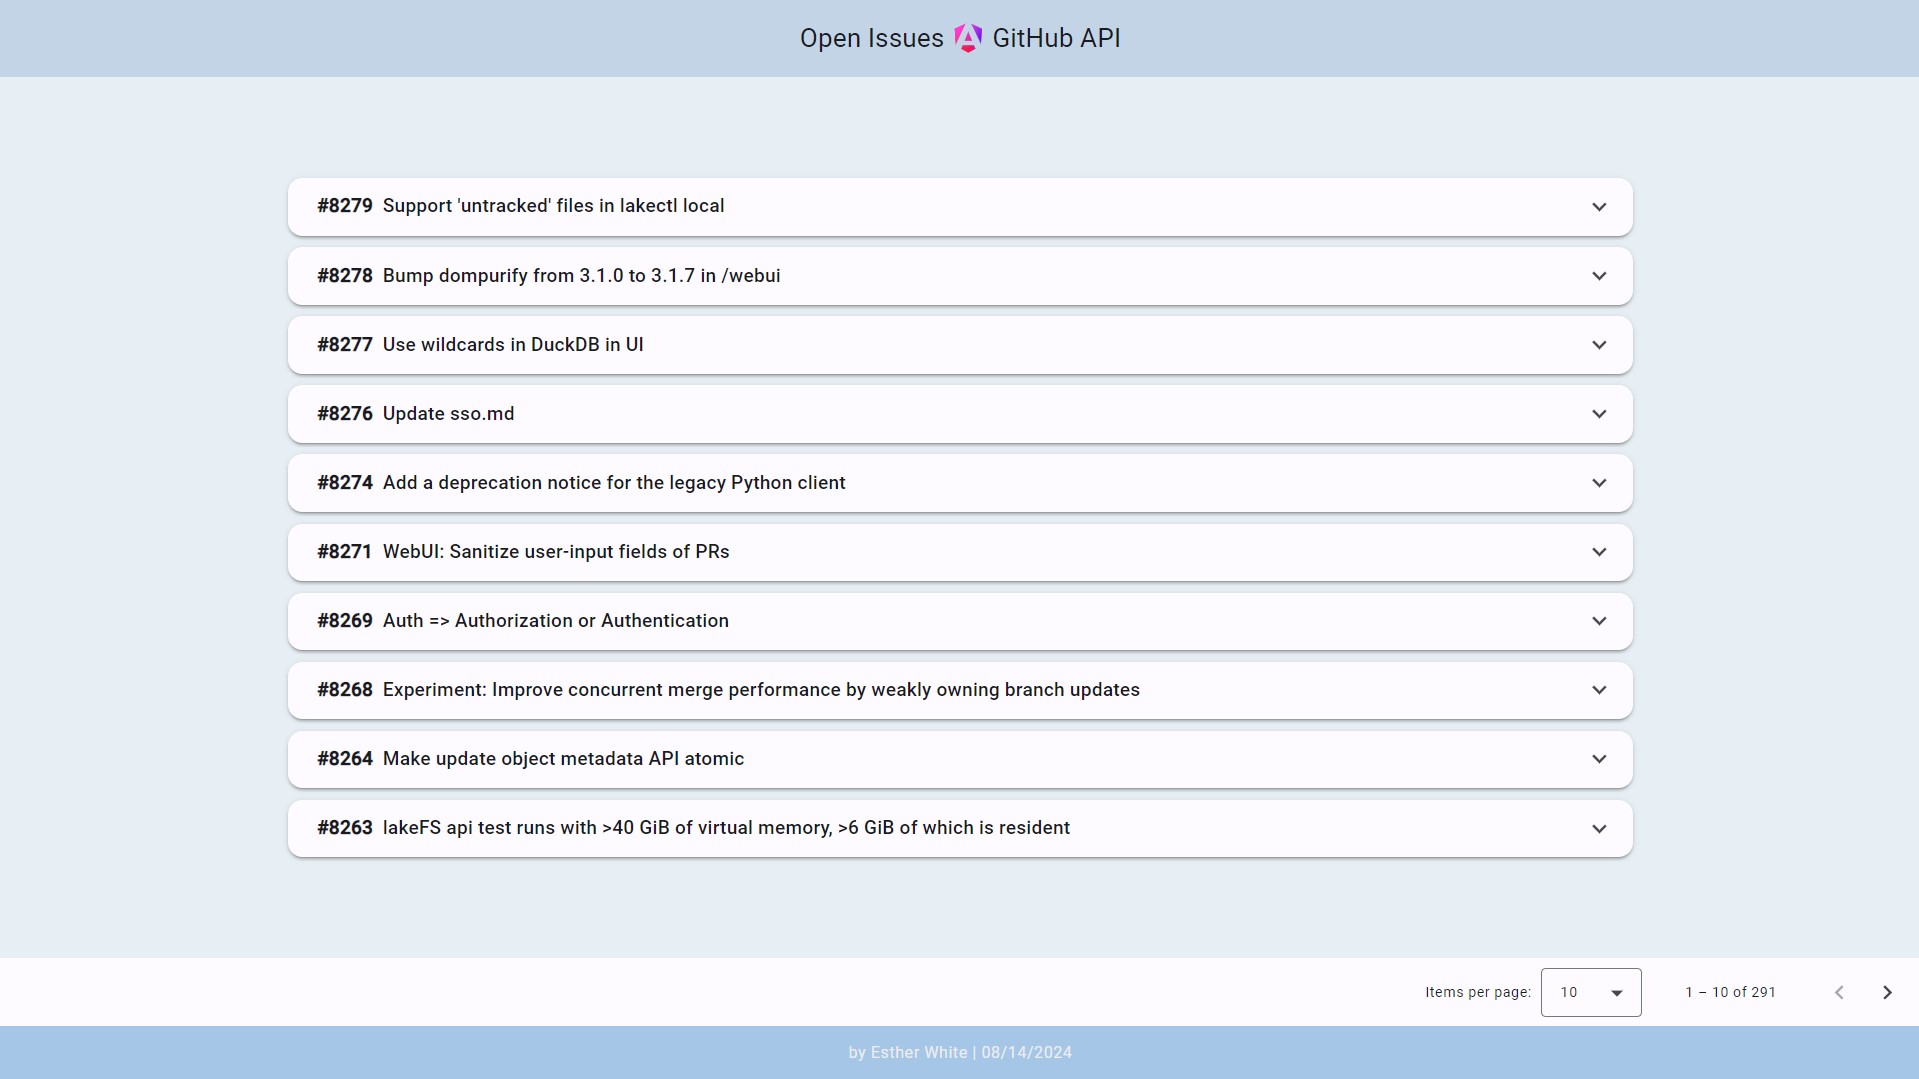 Open Issues GitHub API
#8279 Support 'untracked' files in lakectl local
#8278 Bump dompurify from 3.1.0 to 3.1.7 in /webui
#8277 Use wildcards in DuckDB in UI
#8276 Update sso.md
#8274 Add a deprecation notice for the legacy Python client
#8271 WebUI: Sanitize user-input fields of PRs
#8269 Auth => Authorization or Authentication
#8268 Experiment: Improve concurrent merge performance by weakly owning branch updates
#8264 Make update object metadata API atomic
#8263 lakeFS api test runs with >40 GiB of virtual memory, >6 GiB of which is resident
Items per page: 10 1 – 10 of 291
by Esther White | 08/14/2024